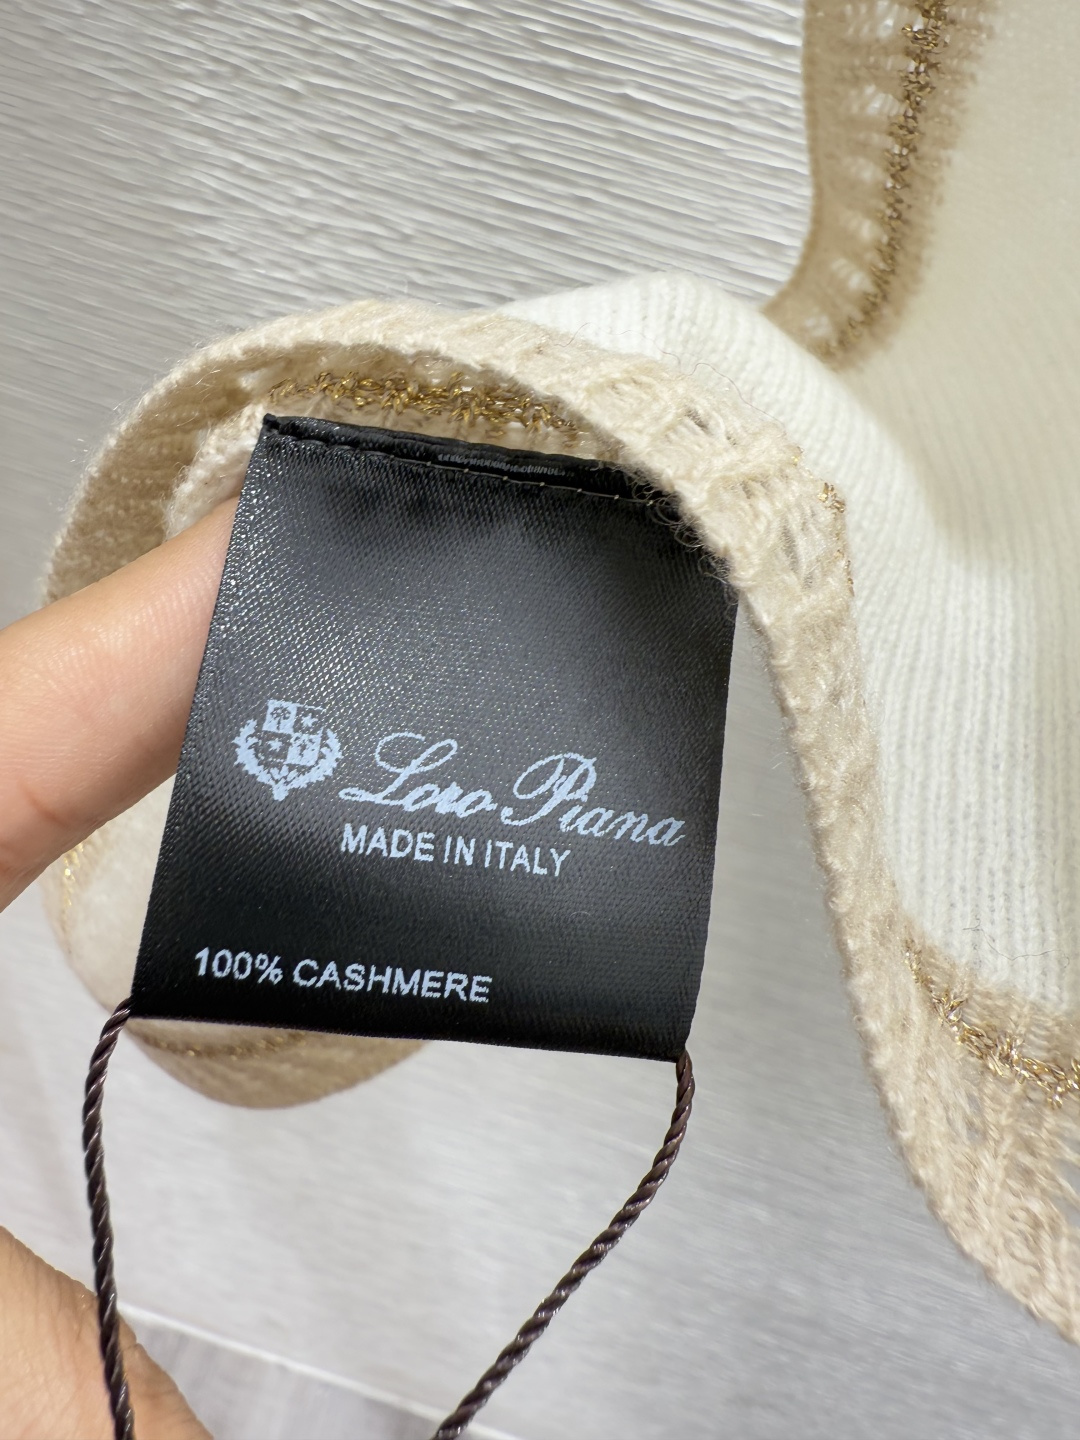 Loro Piana
MADE IN ITALY
100% CASHMERE